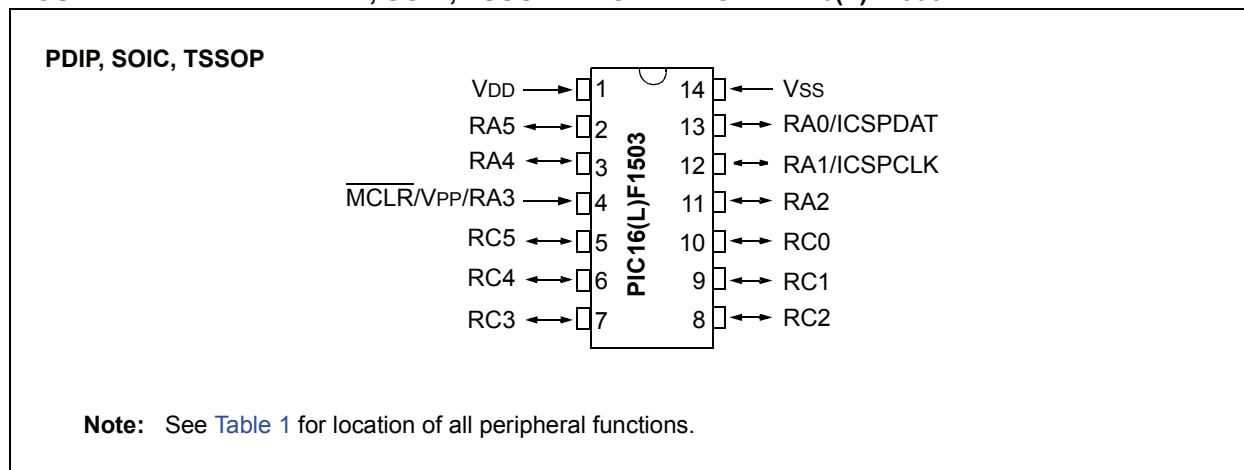 PDIP, SOIC, TSSOP
VDD 1 14 VSS
RA5 2 13 RA0/ICSPDAT
RA4 3 12 RA1/ICSPCLK
MCLR/VPP/RA3 4 11 RA2
RC5 5 10 RC0
RC4 6 9 RC1
RC3 7 8 RC2
PIC16(L)F1503
Note: See Table 1 for location of all peripheral functions.